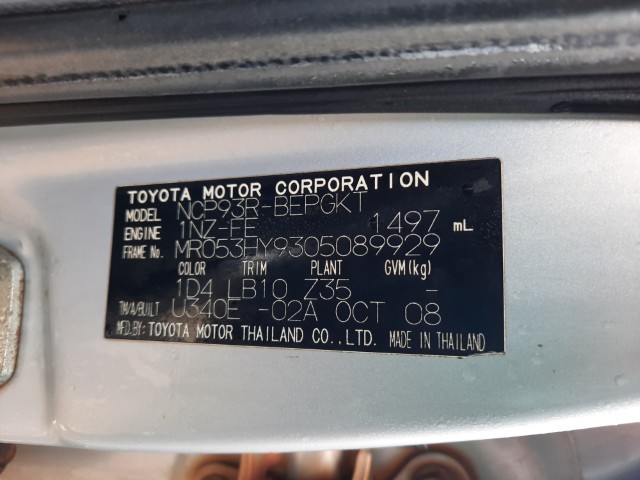 TOYOTA MOTOR CORPORATION
MODEL NCP93R-BEPGKT
ENGINE 1NZ-FE 1497 mL
FRAME No. MR053HY9305089929
COLOR TRIM PLANT GVM(kg)
1D4 LB10 Z35 -
TM/A/BUILT U340E -02A OCT 08
MFD.BY: TOYOTA MOTOR THAILAND CO.,LTD. MADE IN THAILAND